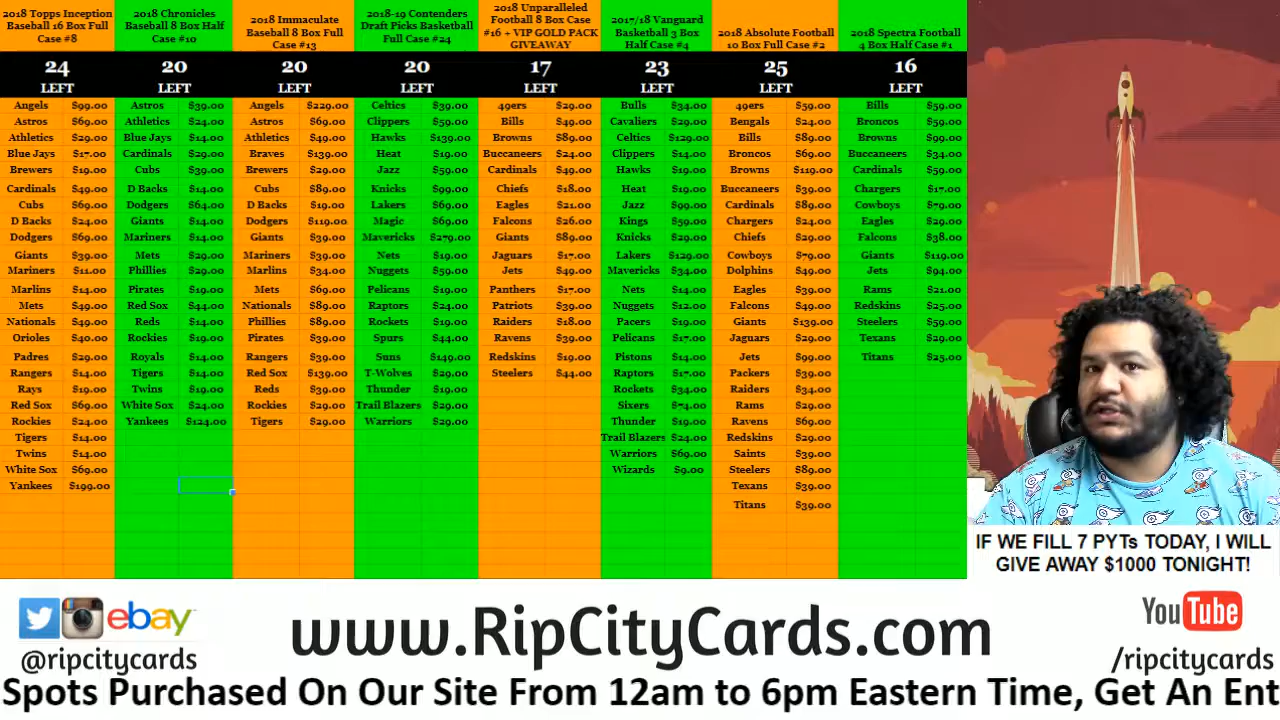 2018 Topps Inception
Baseball 16 Box Full
Case #8
24
LEFT
Angels $99.00
Astros $69.00
Athletics $29.00
Blue Jays $17.00
Brewers $19.00
Cardinals $49.00
Cubs $69.00
D Backs $24.00
Dodgers $69.00
Giants $39.00
Mariners $11.00
Marlins $14.00
Mets $49.00
Nationals $49.00
Orioles $40.00
Padres $29.00
Rangers $14.00
Rays $19.00
Red Sox $69.00
Rockies $24.00
Tigers $14.00
Twins $14.00
White Sox $69.00
Yankees $199.00
2018 Chronicles
Baseball 8 Box Half
Case #10
20
LEFT
Astros $39.00
Athletics $24.00
Blue Jays $14.00
Cardinals $29.00
Cubs $39.00
D Backs $14.00
Dodgers $64.00
Giants $14.00
Mariners $14.00
Mets $29.00
Phillies $29.00
Pirates $19.00
Red Sox $44.00
Reds $14.00
Rockies $19.00
Royals $14.00
Tigers $14.00
Twins $19.00
White Sox $24.00
Yankees $124.00
2018 Immaculate
Baseball 8 Box Full
Case #13
20
LEFT
Angels $229.00
Astros $69.00
Athletics $49.00
Braves $139.00
Brewers $29.00
Cubs $89.00
D Backs $19.00
Dodgers $119.00
Giants $39.00
Mariners $39.00
Marlins $34.00
Mets $69.00
Nationals $89.00
Phillies $89.00
Pirates $39.00
Rangers $39.00
Red Sox $139.00
Reds $39.00
Rockies $29.00
Tigers $29.00
2018-19 Contenders
Draft Picks Basketball
Full Case #24
20
LEFT
Celtics $39.00
Clippers $59.00
Hawks $139.00
Heat $19.00
Jazz $59.00
Knicks $99.00
Lakers $69.00
Magic $69.00
Mavericks $279.00
Nets $19.00
Nuggets $59.00
Pelicans $19.00
Raptors $24.00
Rockets $19.00
Spurs $44.00
Suns $149.00
T-Wolves $29.00
Thunder $19.00
Trail Blazers $29.00
Warriors $29.00
2018 Unparalleled
Football 8 Box Case
#16 + VIP GOLD PACK
GIVEAWAY
17
LEFT
49ers $29.00
Bills $49.00
Browns $89.00
Buccaneers $24.00
Cardinals $49.00
Chiefs $18.00
Eagles $21.00
Falcons $26.00
Giants $89.00
Jaguars $17.00
Jets $49.00
Panthers $17.00
Patriots $39.00
Raiders $18.00
Ravens $39.00
Redskins $19.00
Steelers $44.00
2017/18 Vanguard
Basketball 3 Box
Half Case #4
23
LEFT
Bulls $34.00
Cavaliers $29.00
Celtics $129.00
Clippers $14.00
Hawks $19.00
Heat $19.00
Jazz $99.00
Kings $59.00
Knicks $29.00
Lakers $129.00
Mavericks $34.00
Nets $14.00
Nuggets $12.00
Pacers $19.00
Pelicans $17.00
Pistons $14.00
Raptors $17.00
Rockets $34.00
Sixers $74.00
Thunder $19.00
Trail Blazers $24.00
Warriors $69.00
Wizards $9.00
2018 Absolute Football
10 Box Full Case #2
25
LEFT
49ers $59.00
Bengals $24.00
Bills $89.00
Broncos $69.00
Browns $119.00
Buccaneers $39.00
Cardinals $89.00
Chargers $24.00
Chiefs $29.00
Cowboys $79.00
Dolphins $49.00
Eagles $39.00
Falcons $49.00
Giants $139.00
Jaguars $29.00
Jets $99.00
Packers $39.00
Raiders $34.00
Rams $29.00
Ravens $69.00
Redskins $29.00
Saints $39.00
Steelers $89.00
Texans $39.00
Titans $39.00
2018 Spectra Football
4 Box Half Case #1
16
LEFT
Bills $59.00
Broncos $59.00
Browns $99.00
Buccaneers $34.00
Cardinals $59.00
Chargers $17.00
Cowboys $79.00
Eagles $29.00
Falcons $38.00
Giants $119.00
Jets $94.00
Rams $21.00
Redskins $25.00
Steelers $59.00
Texans $29.00
Titans $25.00
IF WE FILL 7 PYTs TODAY, I WILL
GIVE AWAY $1000 TONIGHT!
ebay
@ripcitycards
www.RipCityCards.com
YouTube
/ripcitycards
Spots Purchased On Our Site From 12am to 6pm Eastern Time, Get An Ent